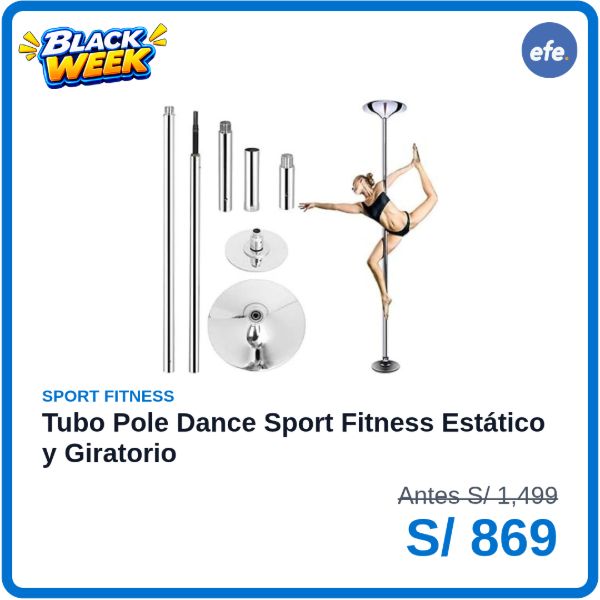 BLACK
WEEK
efe.
SPORT FITNESS
Tubo Pole Dance Sport Fitness Estático
y Giratorio
Antes S/ 1,499
S/ 869